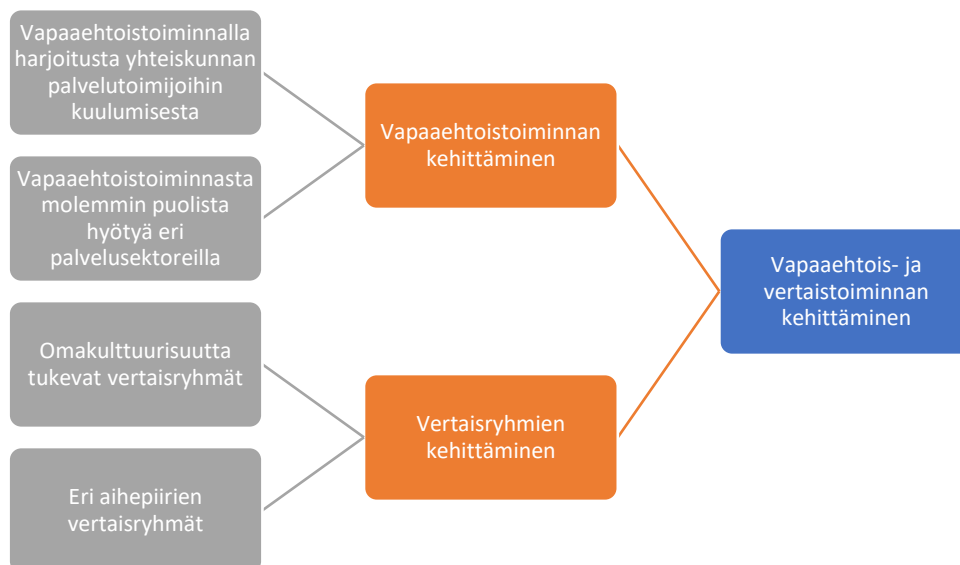 Vapaaehtoistoiminnalla
harjoitusta yhteiskunnan
palvelutoimijoihin
kuulumisesta
Vapaaehtoistoiminnasta
molemmin puolista
hyötyä eri
palvelusektoreilla
Omakulttuurisuutta
tukevat vertaisryhmät
Eri aihepiirien
vertaisryhmät
Vapaaehtoistoiminnan
kehittäminen
Vertaisryhmien
kehittäminen
Vapaaehtois- ja
vertaistoiminnan
kehittäminen